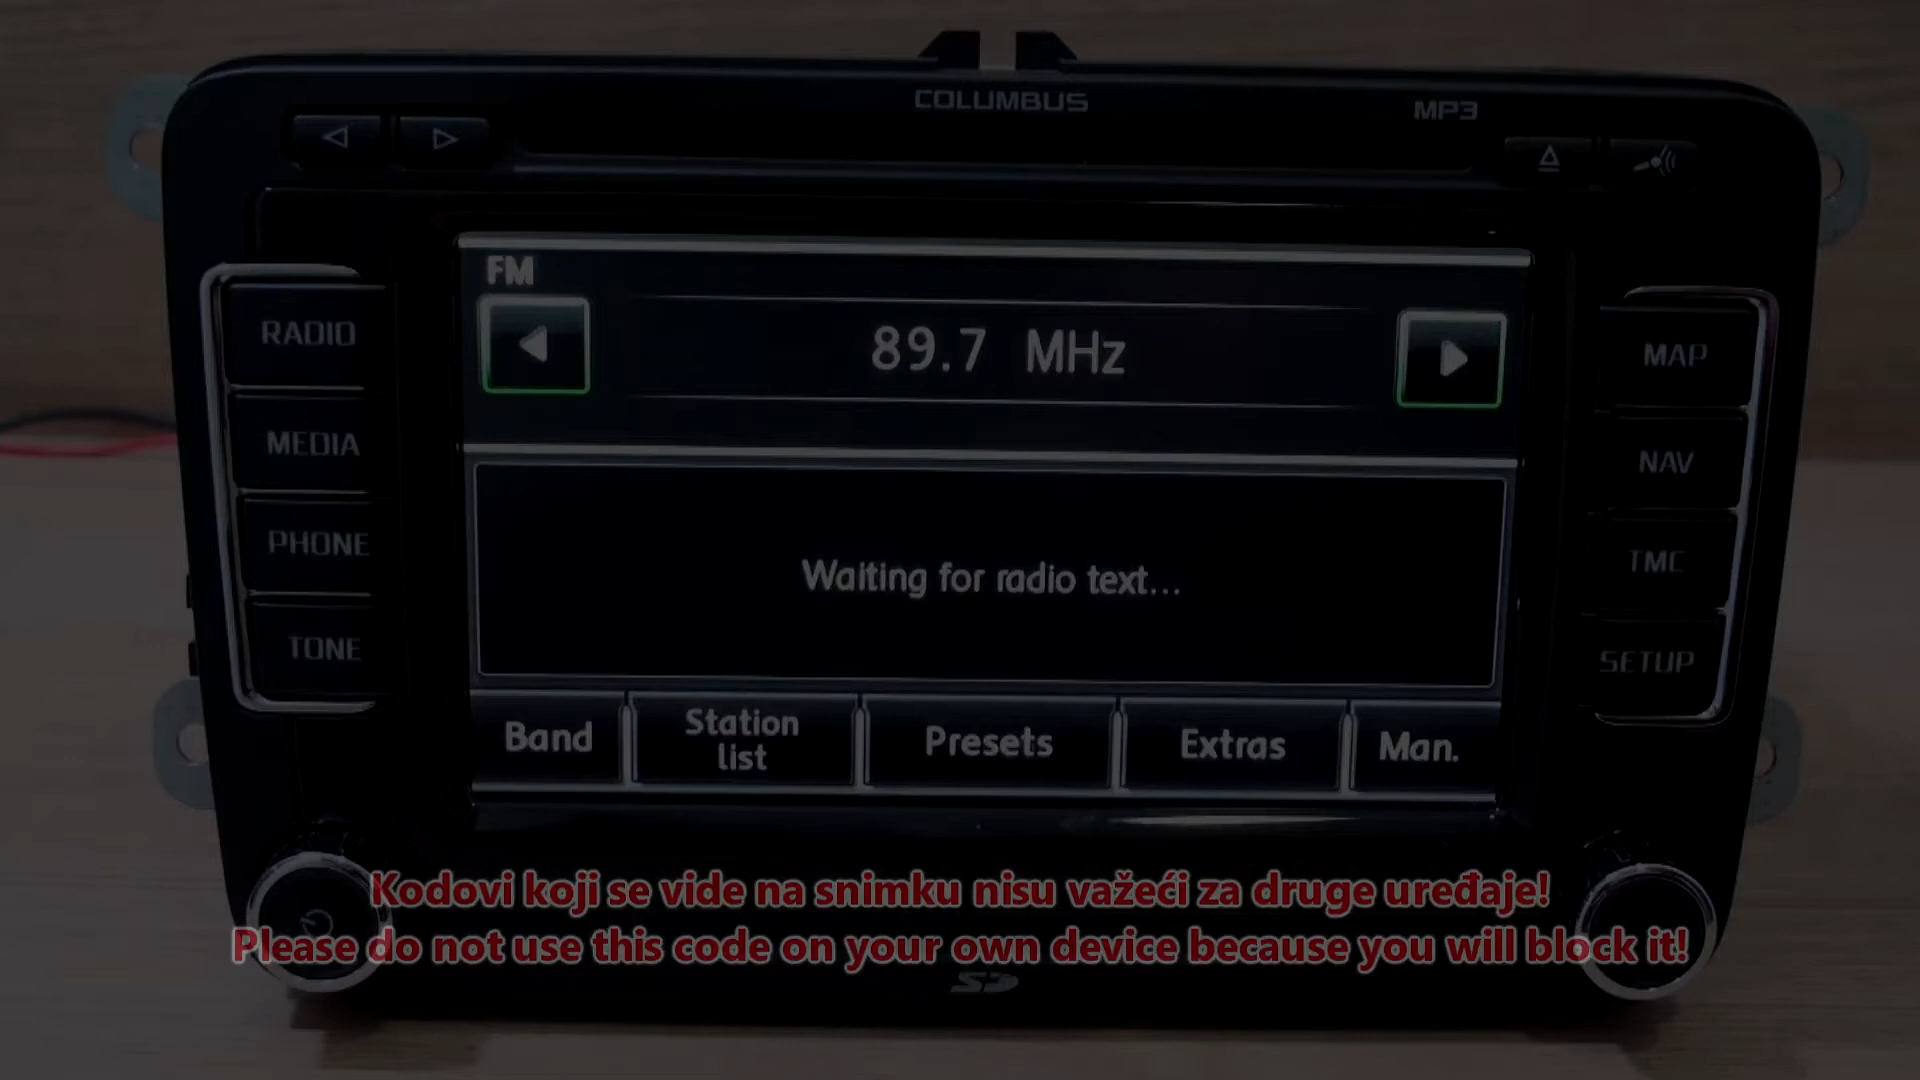 COLUMBUS
MP3
FM
RADIO
89.7 MHz
MAP
MEDIA
NAV
PHONE
Waiting for radio text...
TMC
TONE
SETUP
Band
Station
list
Presets
Extras
Man.
Kodovi koji se vide na snimku nisu važeći za druge uređaje!
Please do not use this code on your own device because you will block it!
SD